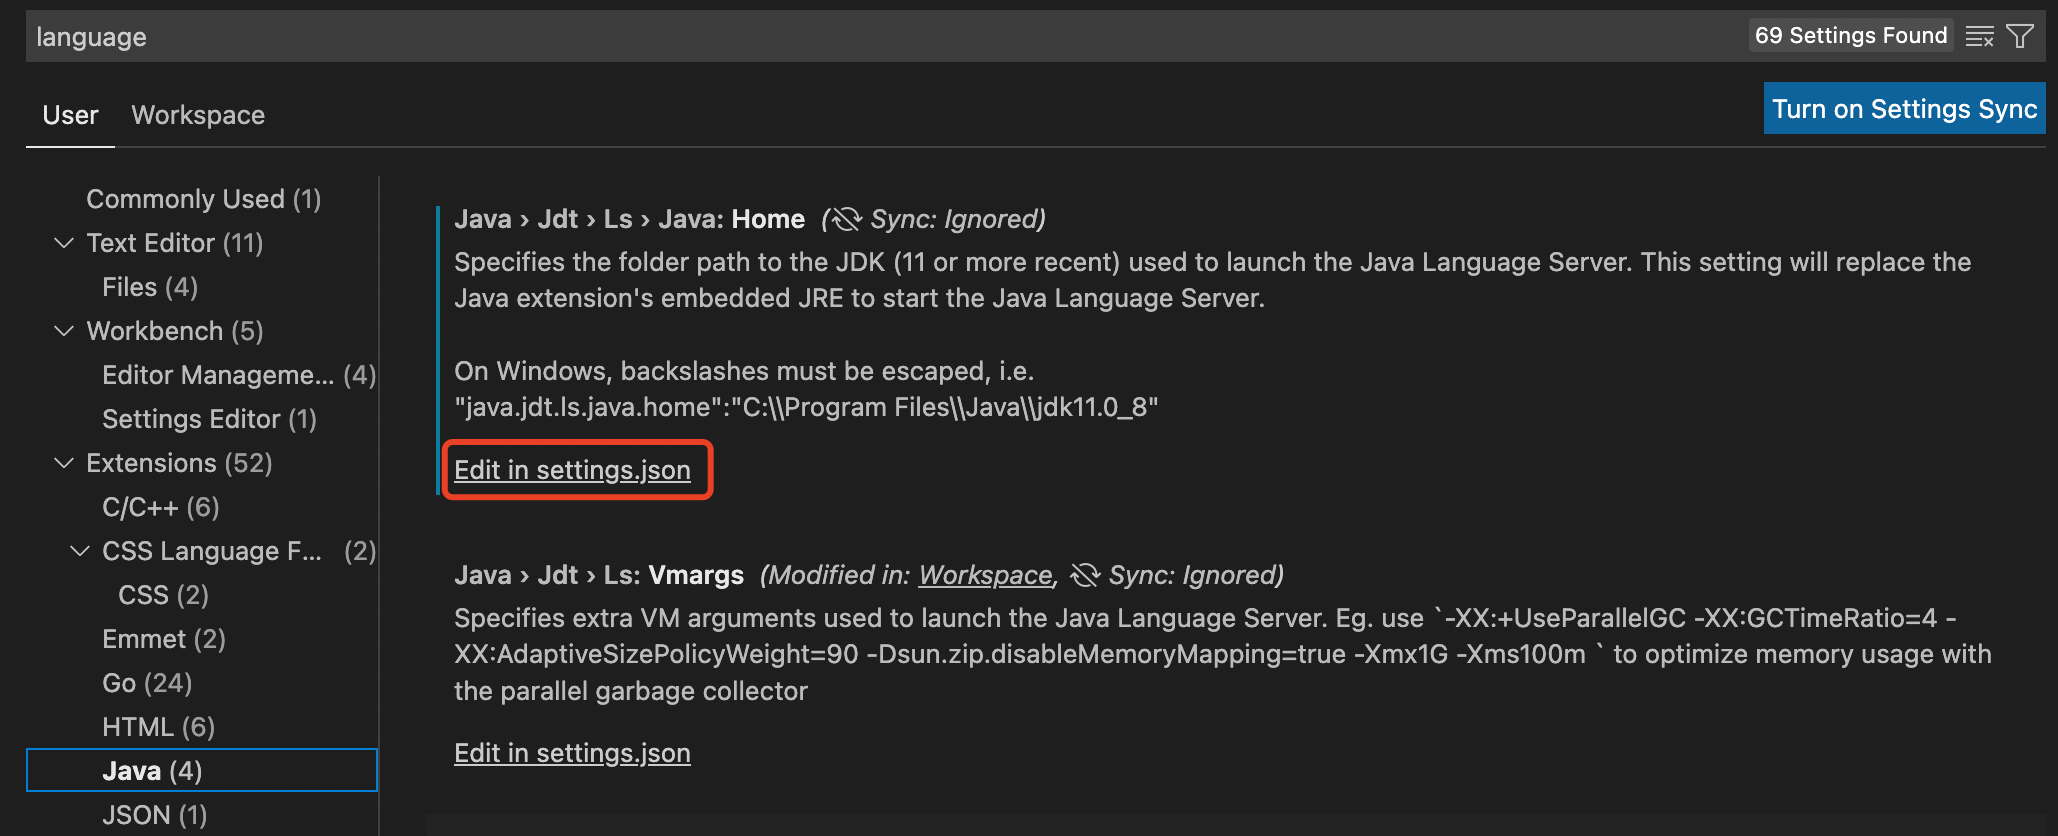 language
69 Settings Found
User
Workspace
Turn on Settings Sync
Commonly Used (1)
Text Editor (11)
Files (4)
Workbench (5)
Editor Manageme... (4)
Settings Editor (1)
Extensions (52)
C/C++ (6)
CSS Language F... (2)
CSS (2)
Emmet (2)
Go (24)
HTML (6)
Java (4)
JSON (1)
Java › Jdt › Ls › Java: Home (Sync: Ignored)
Specifies the folder path to the JDK (11 or more recent) used to launch the Java Language Server. This setting will replace the
Java extension's embedded JRE to start the Java Language Server.
On Windows, backslashes must be escaped, i.e.
"java.jdt.ls.java.home":"C:\\Program Files\\Java\\jdk11.0_8"
Edit in settings.json
Java › Jdt › Ls: Vmargs (Modified in: Workspace, Sync: Ignored)
Specifies extra VM arguments used to launch the Java Language Server. Eg. use `-XX:+UseParallelGC -XX:GCTimeRatio=4 -
XX:AdaptiveSizePolicyWeight=90 -Dsun.zip.disableMemoryMapping=true -Xmx1G -Xms100m ` to optimize memory usage with
the parallel garbage collector
Edit in settings.json